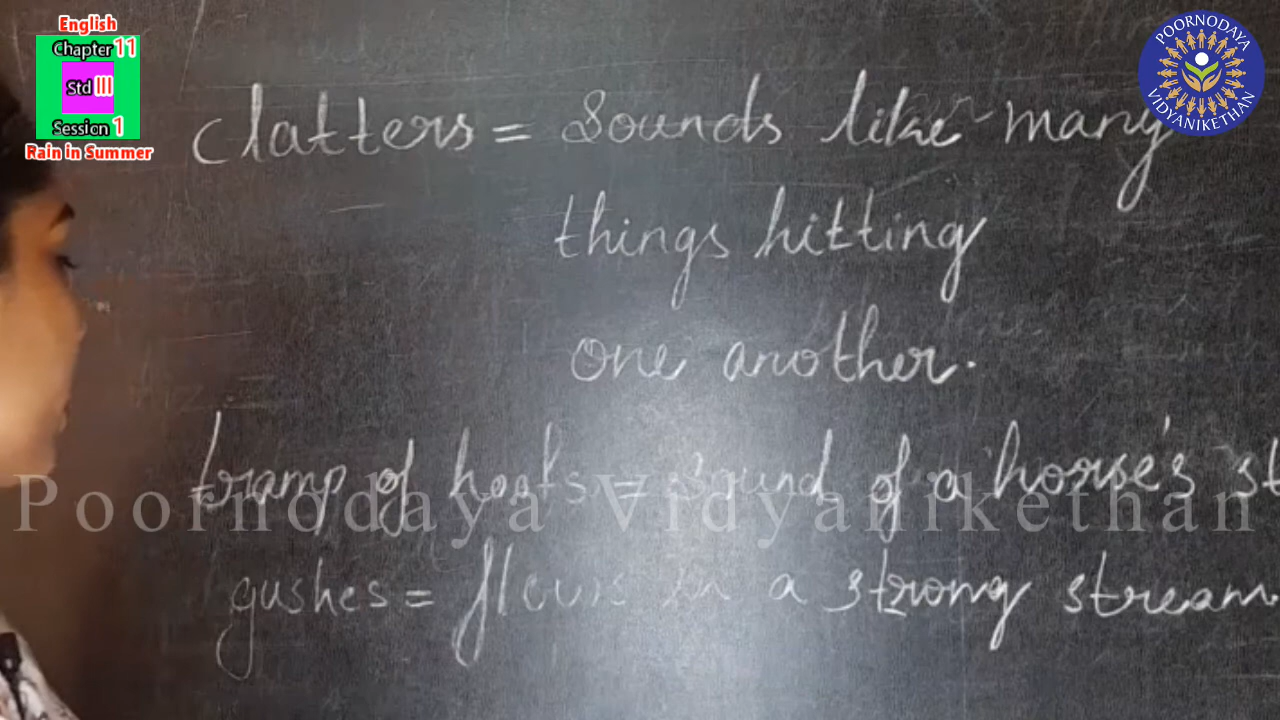 English
Chapter 11
Std III
Session 1
Rain in Summer
POORNODAYA
VIDYANIKETHAN
Clatters = Sounds like many
things hitting
one another.
tramp of hoofs = sound of a horse's st
Poornodaya Vidyanikethan
gushes = flows in a strong stream.